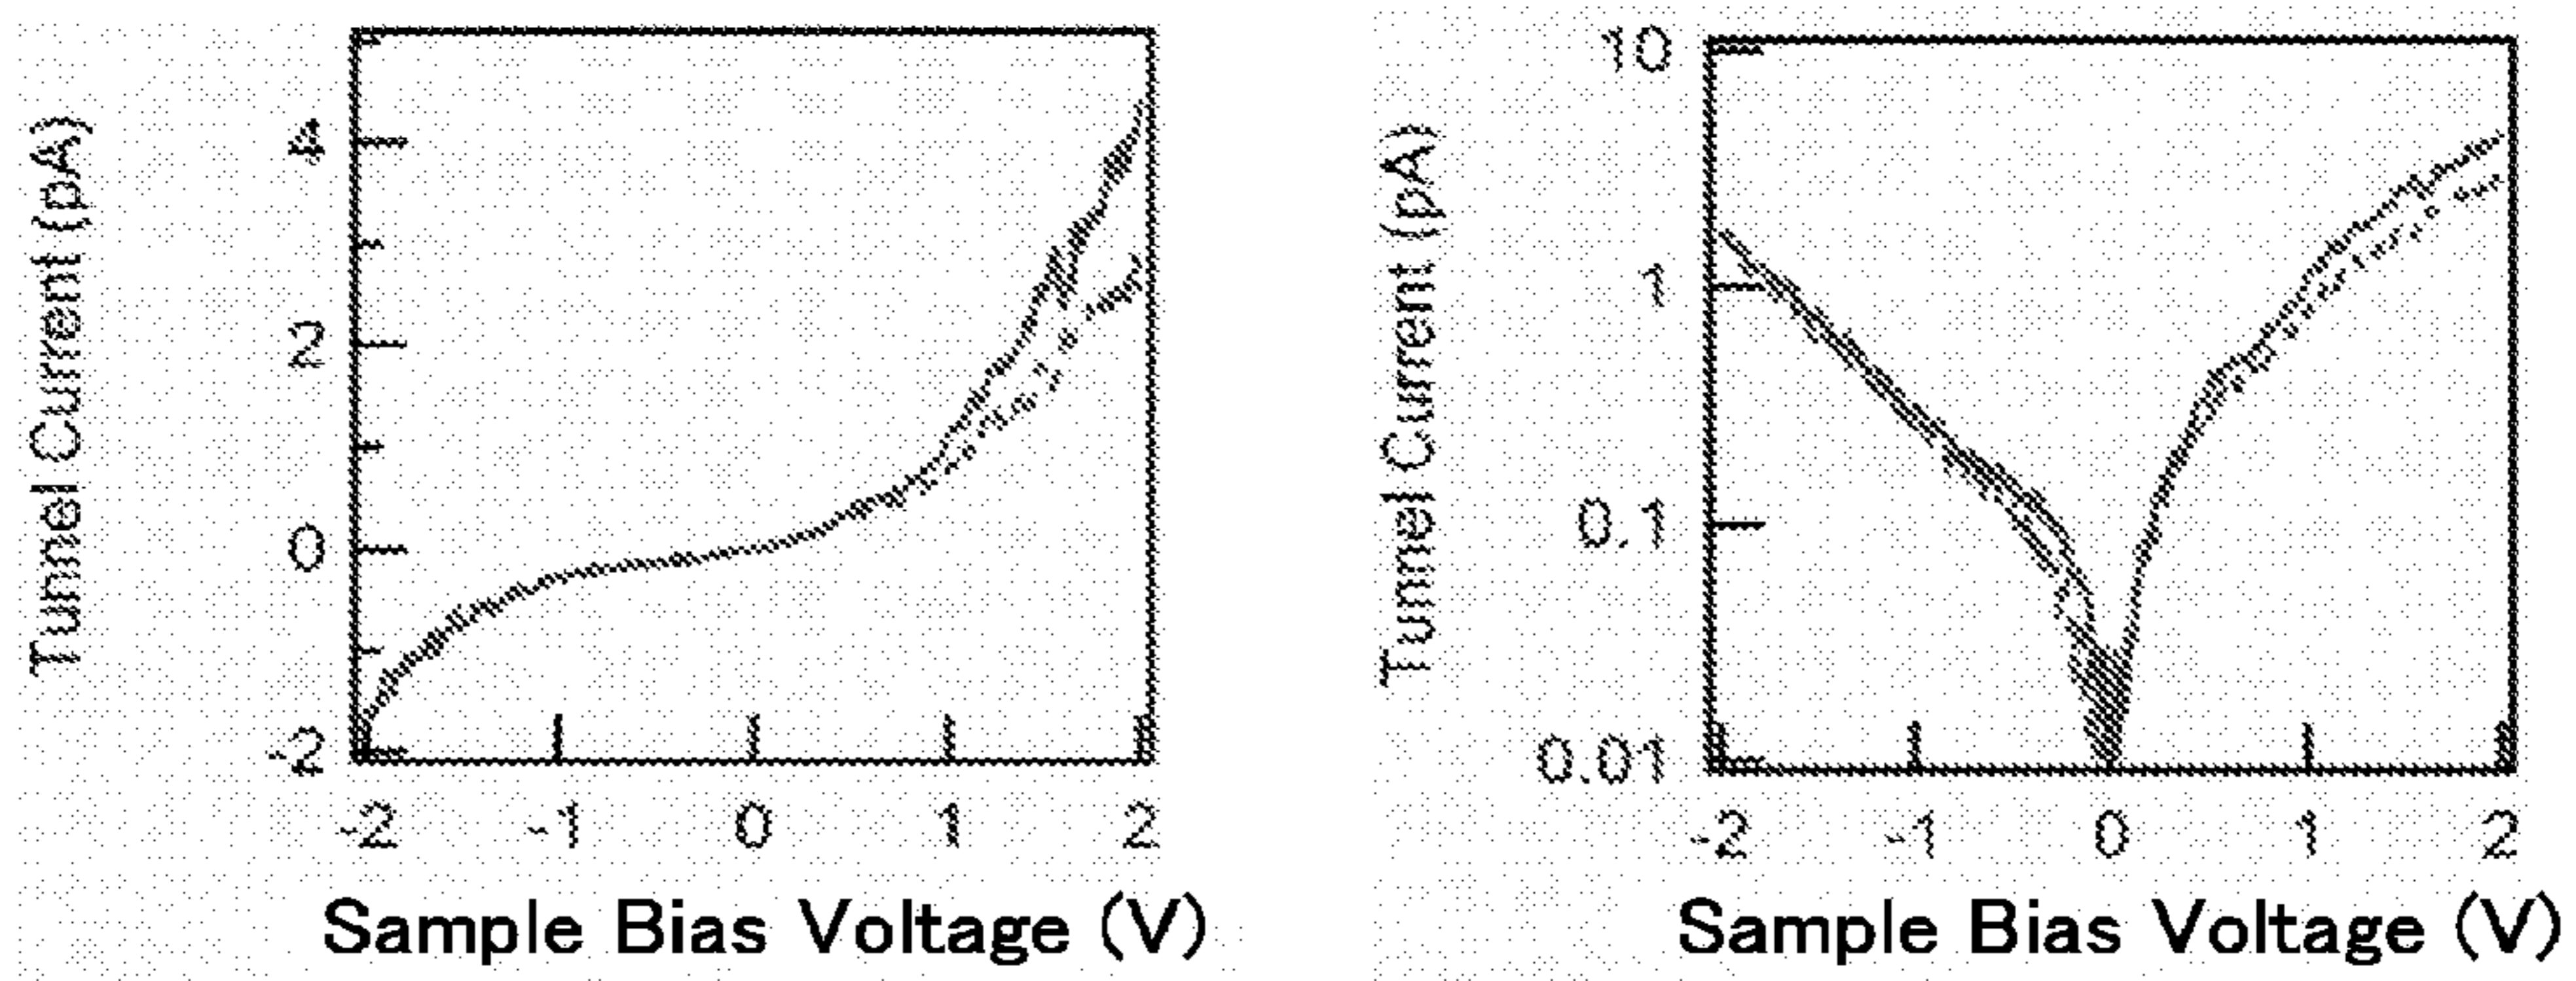 Tunnel Current (pA)
4
2
0
-2
-2 -1 0 1 2
Sample Bias Voltage (V)
Tunnel Current (pA)
10
1
0.1
0.01
-2 -1 0 1 2
Sample Bias Voltage (V)